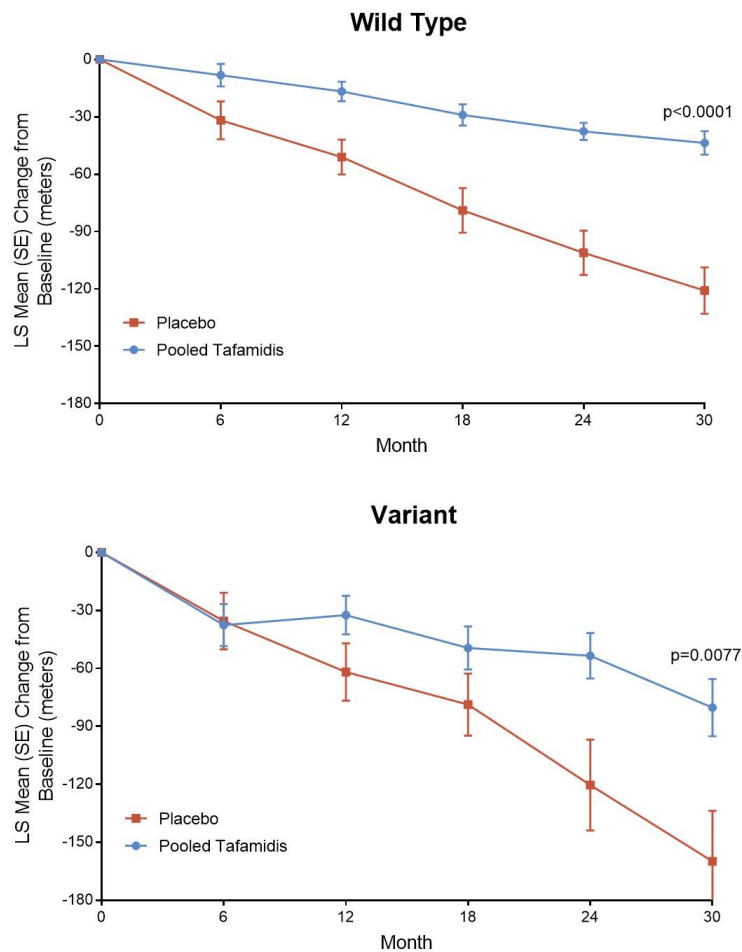 Wild Type
0
-30
-60
-90
-120
-150
-180
LS Mean (SE) Change from
Baseline (meters)
p<0.0001
Placebo
Pooled Tafamidis
0 6 12 18 24 30
Month
Variant
0
-30
-60
-90
-120
-150
-180
LS Mean (SE) Change from
Baseline (meters)
p=0.0077
Placebo
Pooled Tafamidis
0 6 12 18 24 30
Month